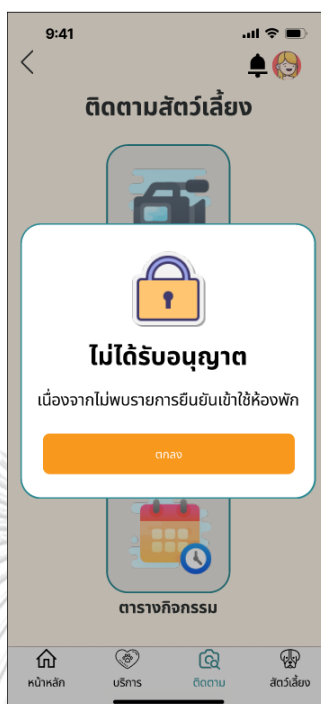 9:41
ติดตามสัตว์เลี้ยง
ไม่ได้รับอนุญาต
เนื่องจากไม่พบรายการยืนยันเข้าใช้ห้องพัก
ตกลง
ตารางกิจกรรม
หน้าหลัก บริการ ติดตาม สัตว์เลี้ยง